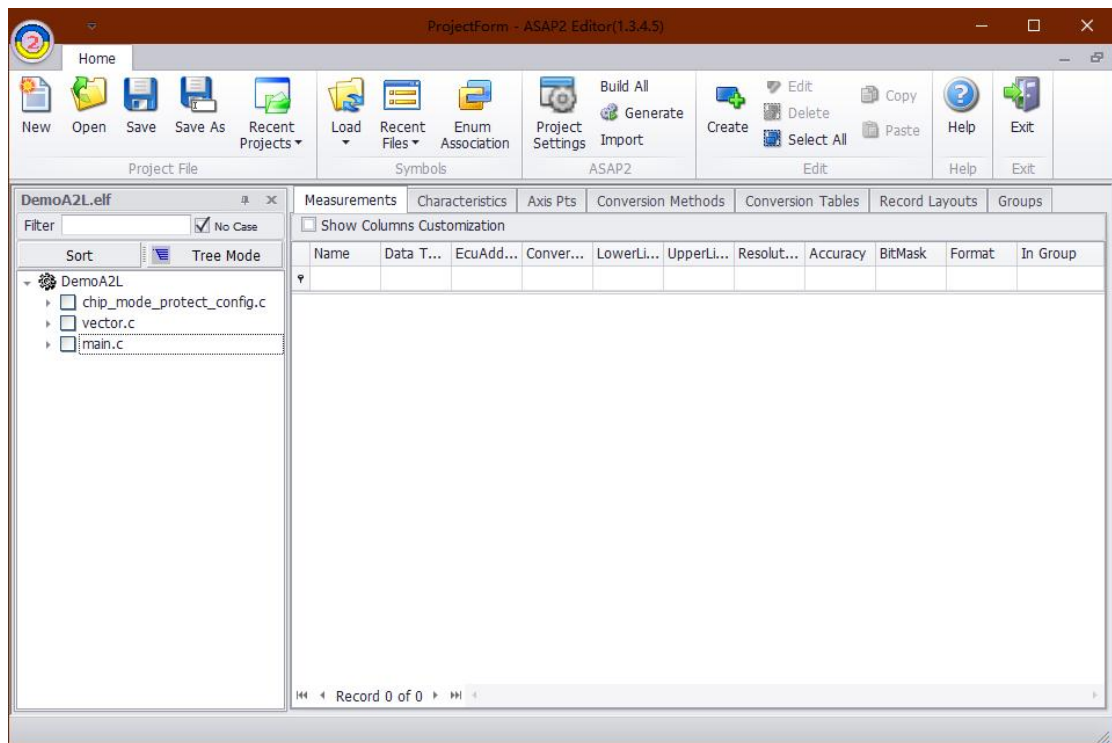 ProjectForm - ASAP2 Editor(1.3.4.5)
2
Home
New
Open
Save
Save As
Recent Projects
Project File
Load
Recent Files
Enum Association
Symbols
Project Settings
Build All
Generate
Import
ASAP2
Create
Edit
Delete
Select All
Copy
Paste
Edit
Help
Help
Exit
Exit
DemoA2L.elf
Filter
No Case
Sort
Tree Mode
DemoA2L
chip_mode_protect_config.c
vector.c
main.c
Measurements Characteristics Axis Pts Conversion Methods Conversion Tables Record Layouts Groups
Show Columns Customization
Name Data T... EcuAdd... Conver... LowerLi... UpperLi... Resolut... Accuracy BitMask Format In Group
Record 0 of 0